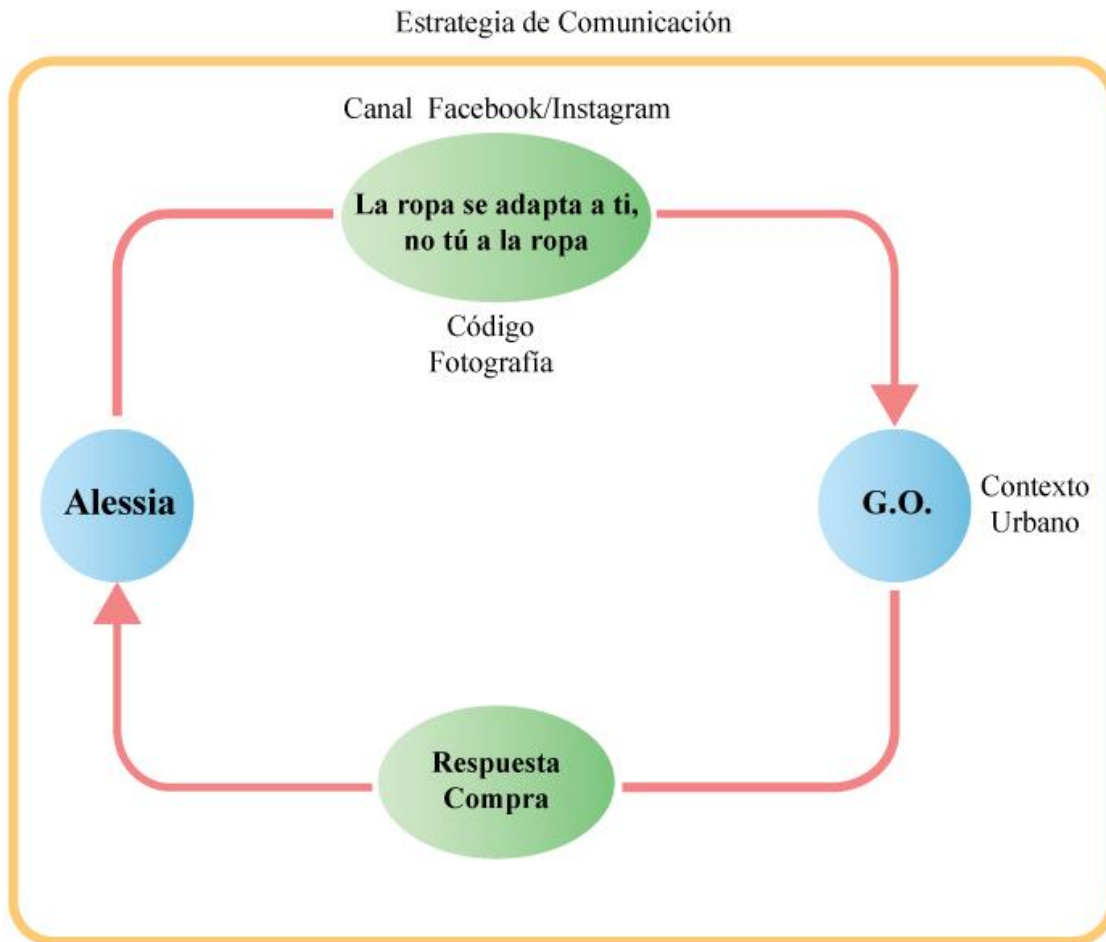 Estrategia de Comunicación
Canal Facebook/Instagram
La ropa se adapta a ti,
no tú a la ropa
Código
Fotografía
Alessia
G.O.
Contexto
Urbano
Respuesta
Compra